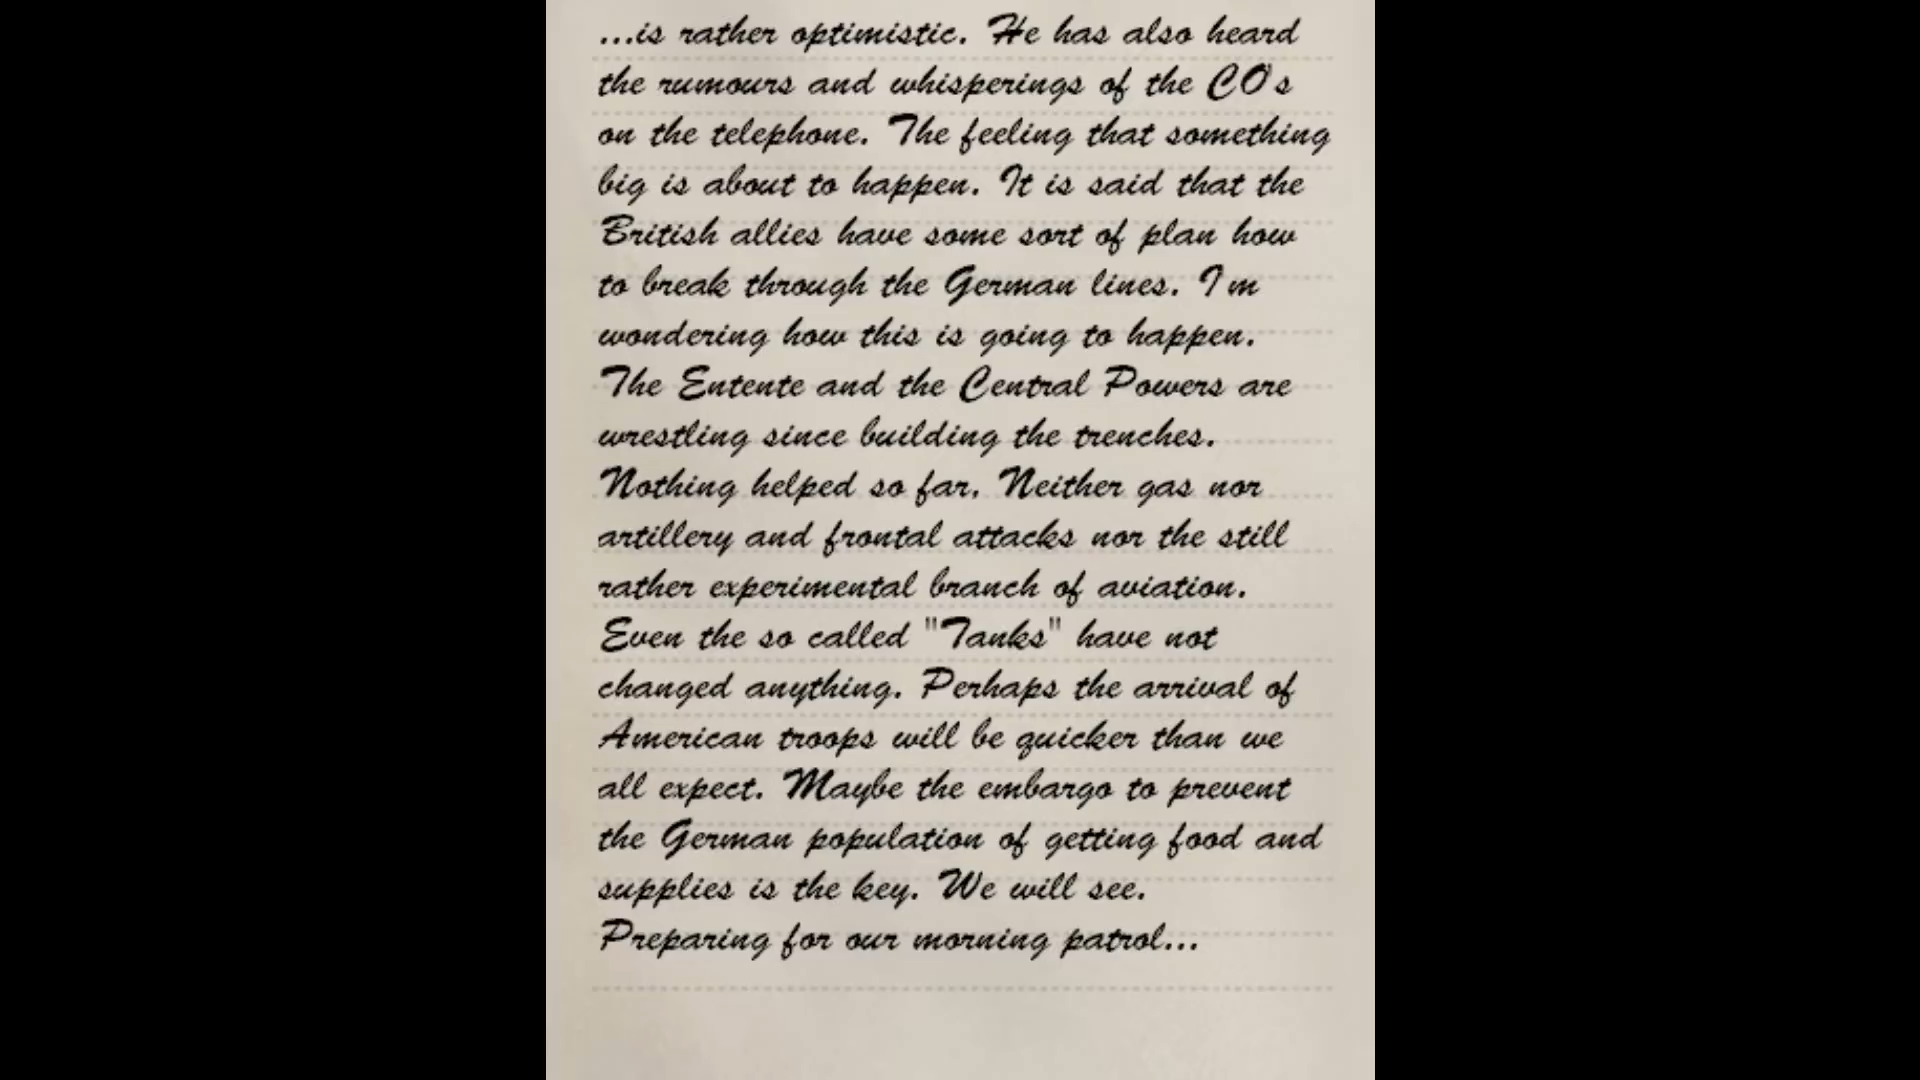 ...is rather optimistic. He has also heard
the rumours and whisperings of the CO's
on the telephone. The feeling that something
big is about to happen. It is said that the
British allies have some sort of plan how
to break through the German lines. I'm
wondering how this is going to happen.
The Entente and the Central Powers are
wrestling since building the trenches.
Nothing helped so far. Neither gas nor
artillery and frontal attacks nor the still
rather experimental branch of aviation.
Even the so called "Tanks" have not
changed anything. Perhaps the arrival of
American troops will be quicker than we
all expect. Maybe the embargo to prevent
the German population of getting food and
supplies is the key. We will see.
Preparing for our morning patrol...